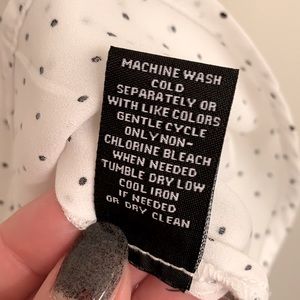 MACHINE WASH
COLD
SEPARATELY OR
WITH LIKE COLORS
GENTLE CYCLE
ONLY NON-
CHLORINE BLEACH
WHEN NEEDED
TUMBLE DRY LOW
COOL IRON
IF NEEDED
OR DRY CLEAN